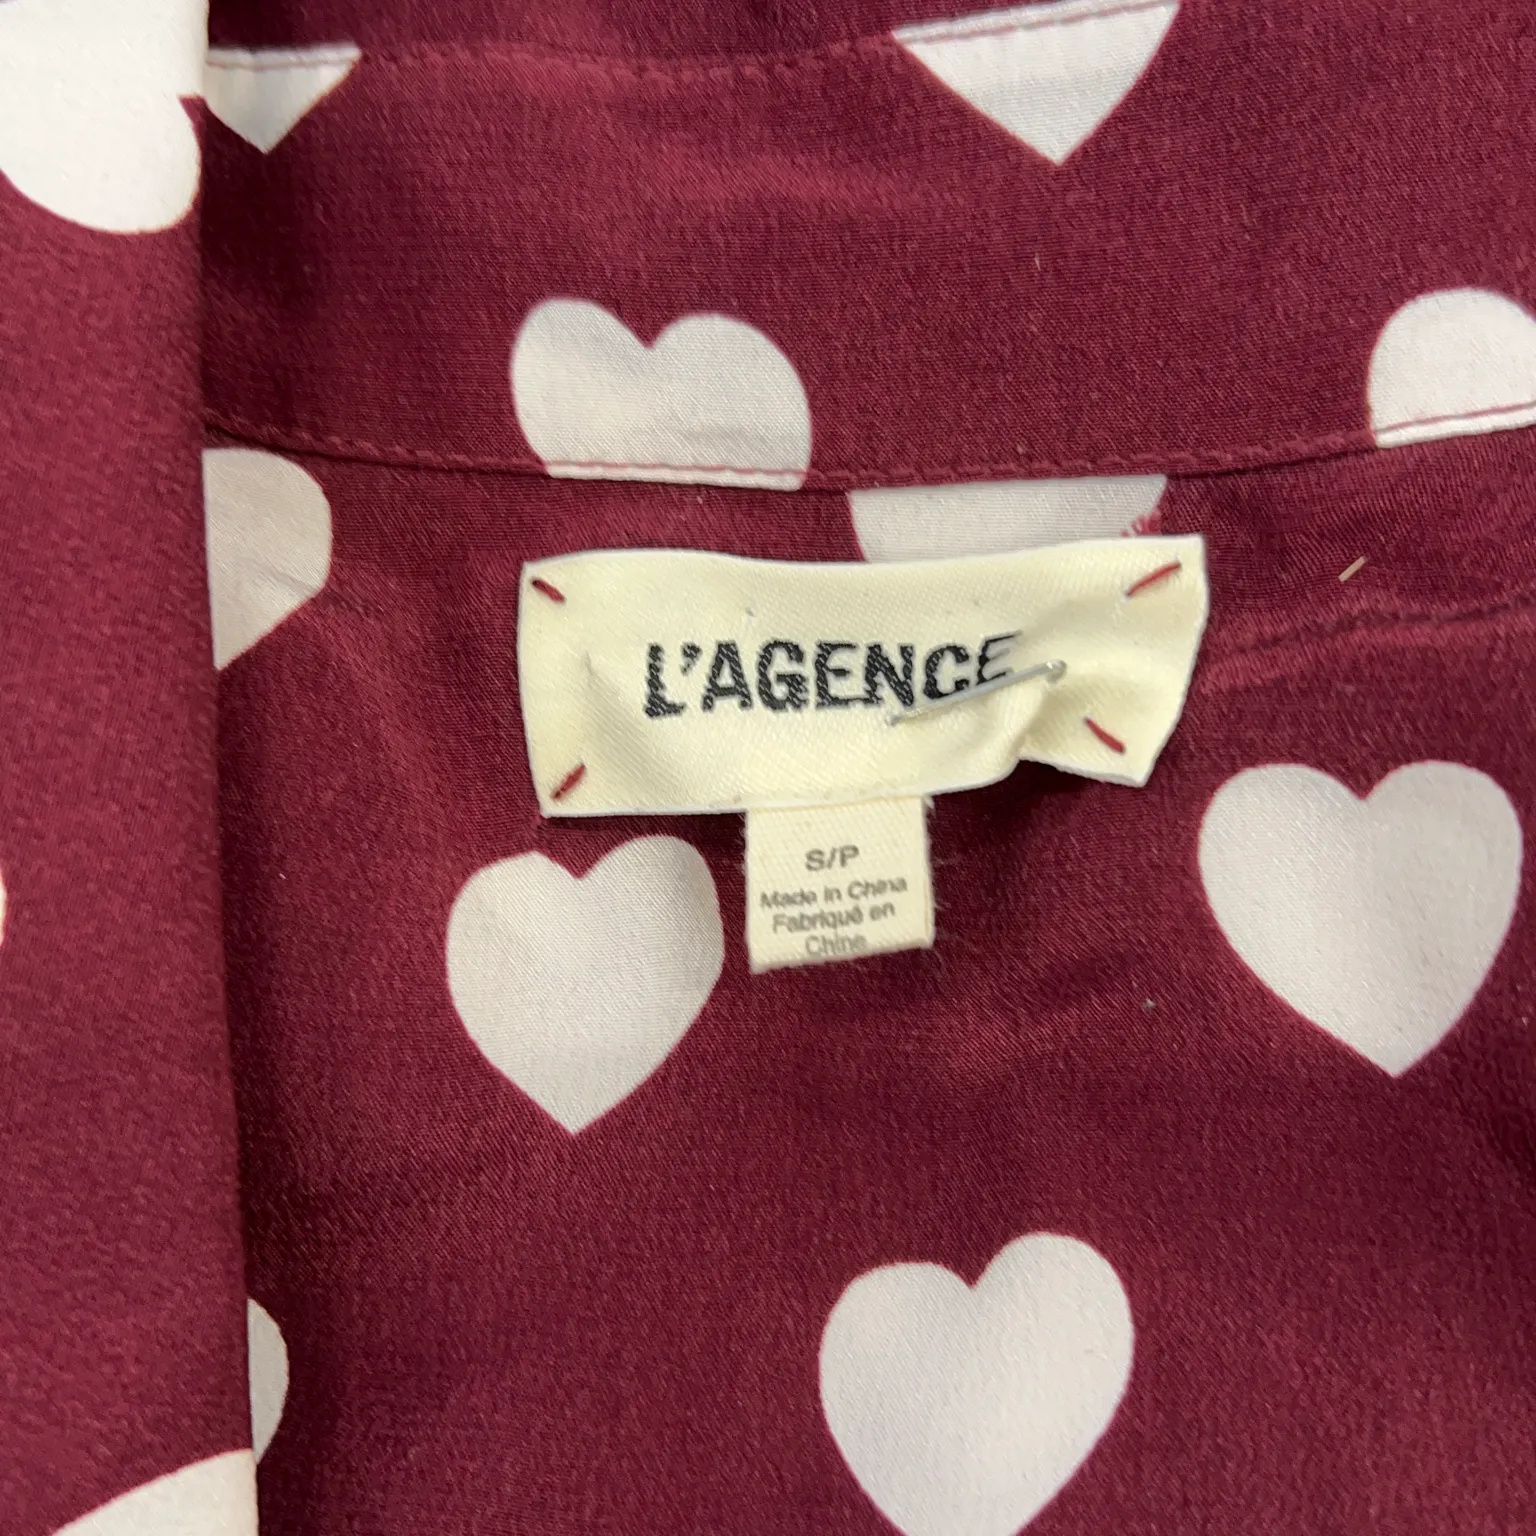 L'AGENCE
S/P
Made in China
Fabriqué en
Chine